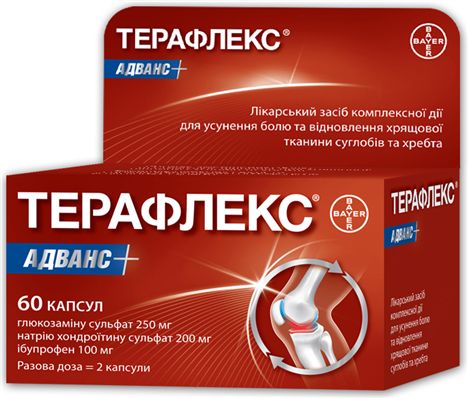 ТЕРАФЛЕКС®
АДВАНС
BAYER
BAYER
Лікарський засіб комплексної дії
для усунення болю та відновлення хрящової
тканини суглобів та хребта
ТЕРАФЛЕКС®
АДВАНС
BAYER
BAYER
60 КАПСУЛ
глюкозаміну сульфат 250 мг
натрію хондроїтину сульфат 200 мг
ібупрофен 100 мг
Разова доза = 2 капсули
ТЕРАФЛЕКС®
АДВАНС
Лікарський засіб
комплексної дії
для усунення болю
та відновлення
хрящової тканини
суглобів та хребта